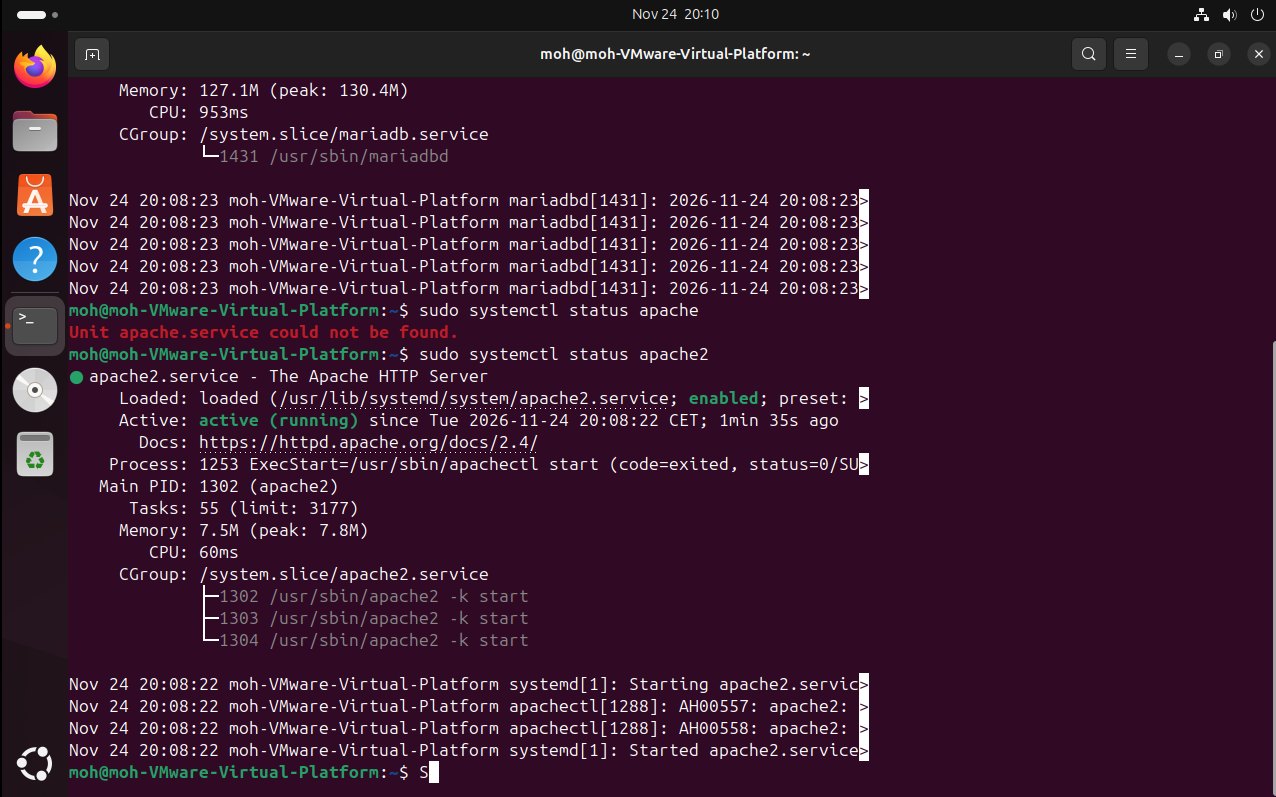 Nov 24 20:10
moh@moh-VMware-Virtual-Platform: ~
Memory: 127.1M (peak: 130.4M)
CPU: 953ms
CGroup: /system.slice/mariadb.service
└─1431 /usr/sbin/mariadbd
Nov 24 20:08:23 moh-VMware-Virtual-Platform mariadbd[1431]: 2026-11-24 20:08:23>
Nov 24 20:08:23 moh-VMware-Virtual-Platform mariadbd[1431]: 2026-11-24 20:08:23>
Nov 24 20:08:23 moh-VMware-Virtual-Platform mariadbd[1431]: 2026-11-24 20:08:23>
Nov 24 20:08:23 moh-VMware-Virtual-Platform mariadbd[1431]: 2026-11-24 20:08:23>
Nov 24 20:08:23 moh-VMware-Virtual-Platform mariadbd[1431]: 2026-11-24 20:08:23>
moh@moh-VMware-Virtual-Platform:~$ sudo systemctl status apache
Unit apache.service could not be found.
moh@moh-VMware-Virtual-Platform:~$ sudo systemctl status apache2
● apache2.service - The Apache HTTP Server
Loaded: loaded (/usr/lib/systemd/system/apache2.service; enabled; preset: >
Active: active (running) since Tue 2026-11-24 20:08:22 CET; 1min 35s ago
Docs: https://httpd.apache.org/docs/2.4/
Process: 1253 ExecStart=/usr/sbin/apachectl start (code=exited, status=0/SU>
Main PID: 1302 (apache2)
Tasks: 55 (limit: 3177)
Memory: 7.5M (peak: 7.8M)
CPU: 60ms
CGroup: /system.slice/apache2.service
├─1302 /usr/sbin/apache2 -k start
├─1303 /usr/sbin/apache2 -k start
└─1304 /usr/sbin/apache2 -k start
Nov 24 20:08:22 moh-VMware-Virtual-Platform systemd[1]: Starting apache2.servic>
Nov 24 20:08:22 moh-VMware-Virtual-Platform apachectl[1288]: AH00557: apache2: >
Nov 24 20:08:22 moh-VMware-Virtual-Platform apachectl[1288]: AH00558: apache2: >
Nov 24 20:08:22 moh-VMware-Virtual-Platform systemd[1]: Started apache2.service>
moh@moh-VMware-Virtual-Platform:~$ S